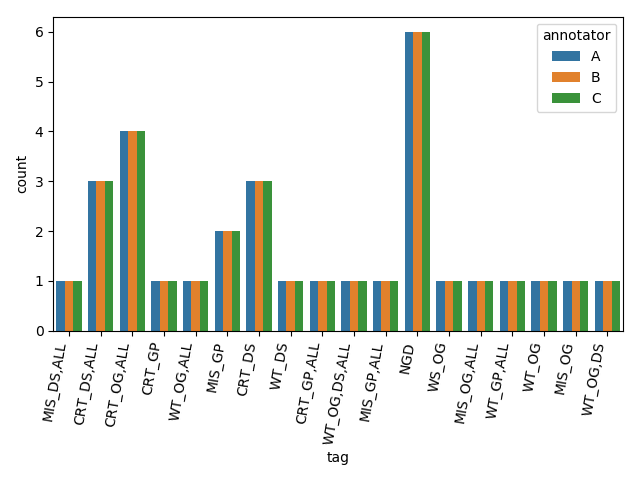 annotator
A
B
C
count
6
5
4
3
2
1
0
MIS_DS,ALL
CRT_DS,ALL
CRT_OG,ALL
CRT_GP
WT_OG,ALL
MIS_GP
CRT_DS
WT_DS
CRT_GP,ALL
WT_OG,DS,ALL
MIS_GP,ALL
NGD
WS_OG
MIS_OG,ALL
WT_GP,ALL
WT_OG
MIS_OG
WT_OG,DS
tag